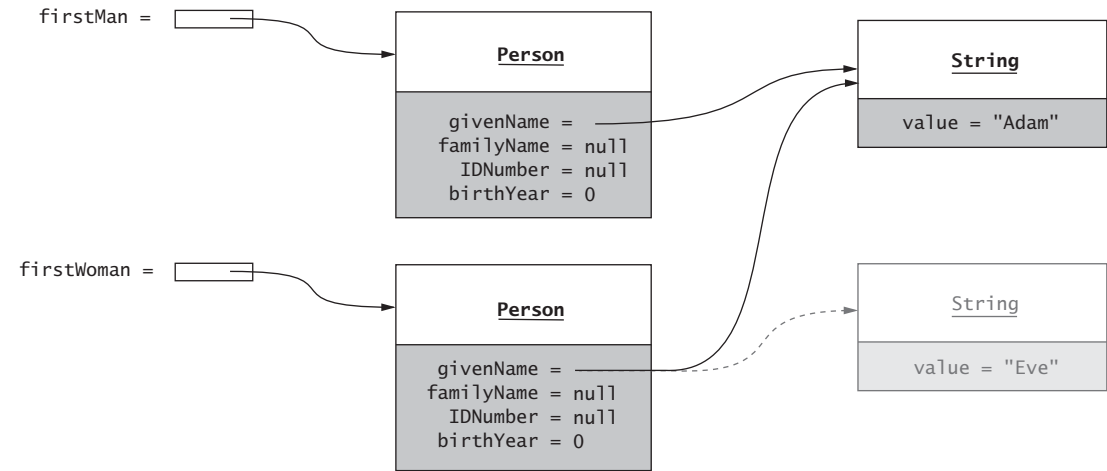 firstMan =
Person
givenName =
familyName = null
IDNumber = null
birthYear = 0
String
value = "Adam"
firstWoman =
Person
givenName =
familyName = null
IDNumber = null
birthYear = 0
String
value = "Eve"